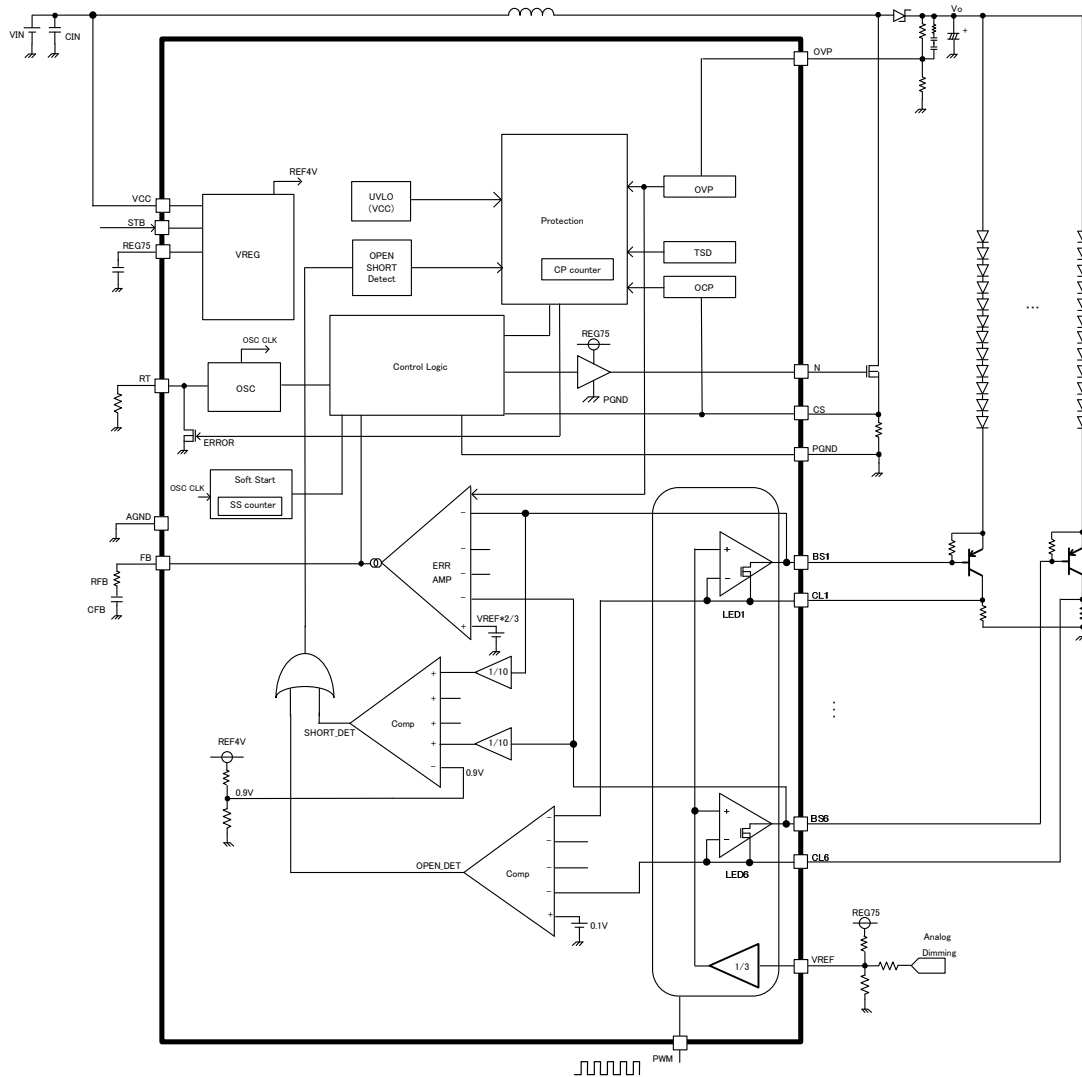 Vo
VIN
CIN
+
OVP
REF4V
UVLO
(VCC)
OVP
VCC
Protection
STB
VREG
REG75
OPEN
SHORT
Detect
TSD
CP counter
OCP
OSC CLK
REG75
RT
OSC
Control Logic
N
PGND
CS
ERROR
PGND
OSC CLK
Soft Start
SS counter
AGND
FB
ERR
AMP
RFB
CFB
VREF*2/3
LED1
BS1
CL1
1/10
Comp
SHORT_DET
1/10
REF4V
0.9V
0.9V
BS6
OPEN_DET
Comp
LED6
CL6
0.1V
REG75
Analog
Dimming
1/3
VREF
PWM